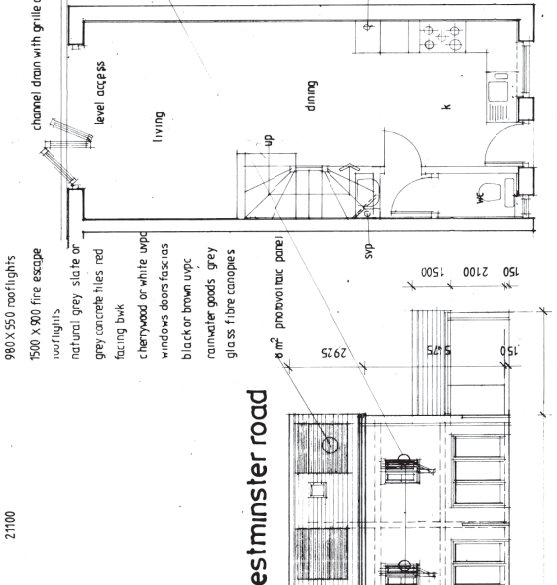 980 X 550 rooflights
1500 X 900 fire escape
rooflights
natural grey slate or
grey concrete tiles red
facing bwk
cherrywood or white uvpc
windows doors fascias
black or brown uvpc
rainwater goods grey
glass fibre canopies
8 m² photovoltaic panel
21100
channel drain with grille
level access
living
dining
k
up
wc
svp
estminster road
2925
1500
2100
150
5475
150